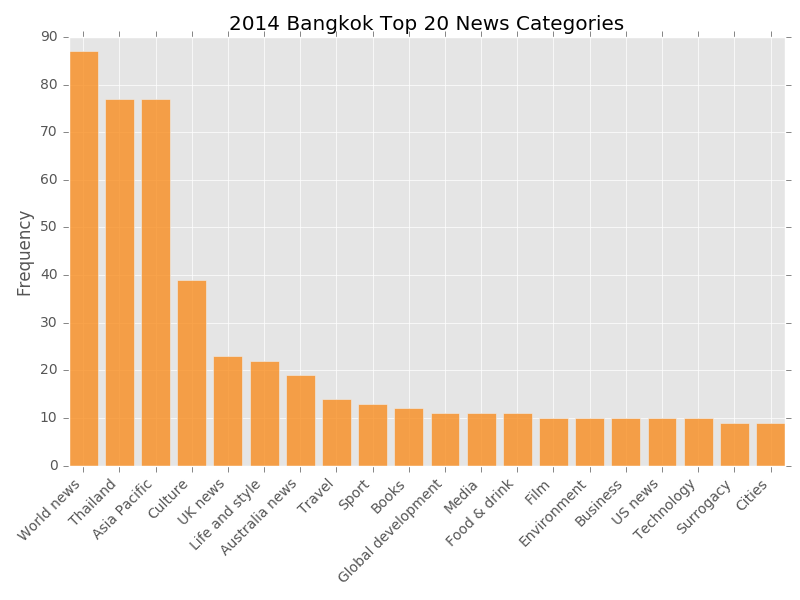 2014 Bangkok Top 20 News Categories
Frequency
90
80
70
60
50
40
30
20
10
0
World news
Thailand
Asia Pacific
Culture
UK news
Life and style
Australia news
Travel
Sport
Books
Global development
Media
Food & drink
Film
Environment
Business
US news
Technology
Surrogacy
Cities